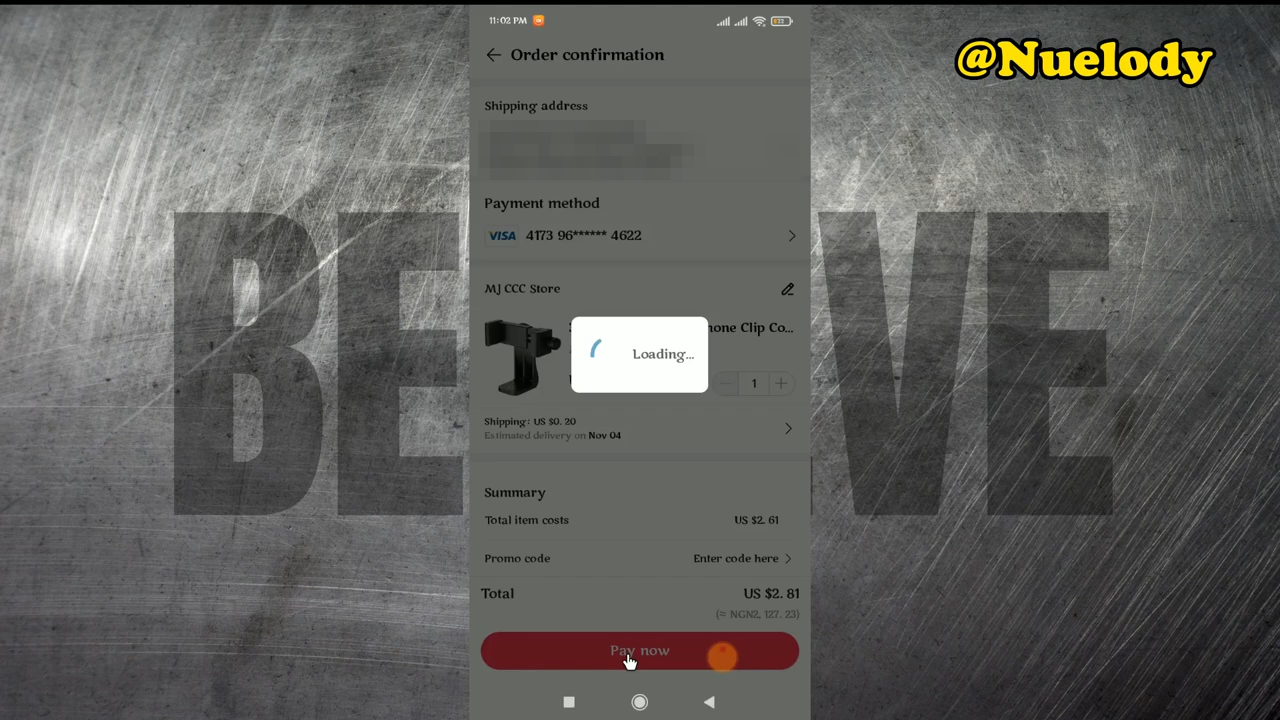 @Nuelody
11:02 PM
Order confirmation
Shipping address
Payment method
VISA 4173 96****** 4622
MJ CCC Store
hone Clip Co...
Loading...
1
Shipping: US $0. 20
Estimated delivery on Nov 04
Summary
Total item costs US $2. 61
Promo code Enter code here
Total US $2. 81
(≈ NGN2, 127. 23)
Pay now
BE VE